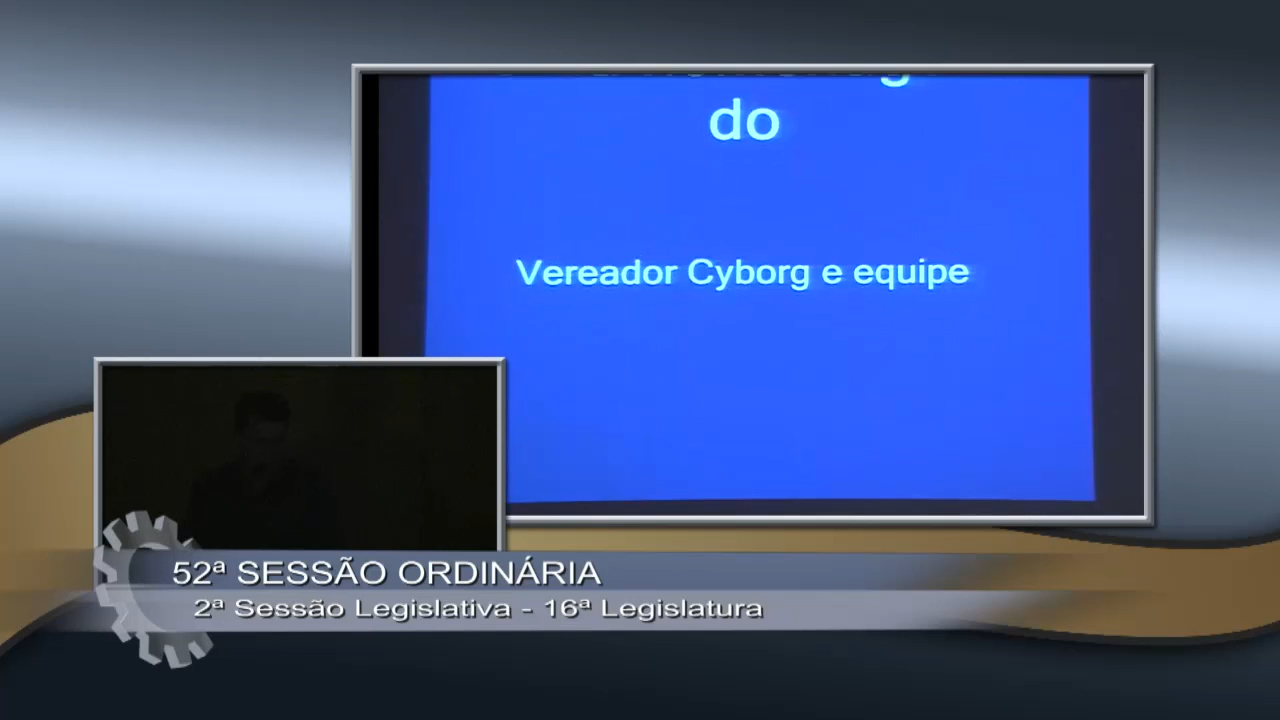 do
Vereador Cyborg e equipe
52ª SESSÃO ORDINÁRIA
2ª Sessão Legislativa - 16ª Legislatura